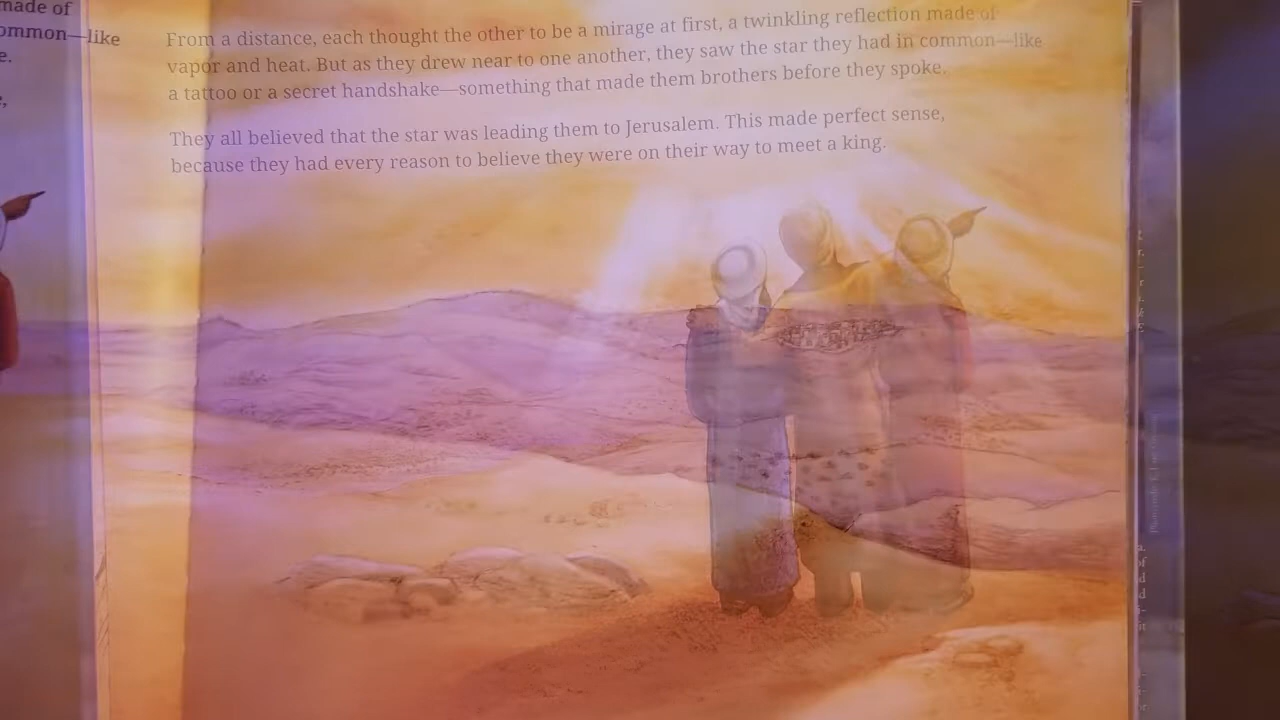 made of
ommon—like
e.
From a distance, each thought the other to be a mirage at first, a twinkling reflection made of
vapor and heat. But as they drew near to one another, they saw the star they had in common—like
a tattoo or a secret handshake—something that made them brothers before they spoke.
They all believed that the star was leading them to Jerusalem. This made perfect sense,
because they had every reason to believe they were on their way to meet a king.